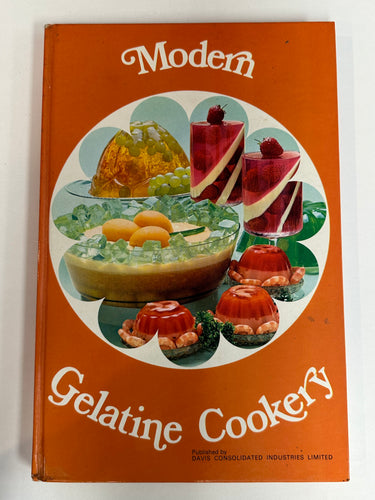 Modern
Gelatine Cookery
Published by
DAVIS CONSOLIDATED INDUSTRIES LIMITED